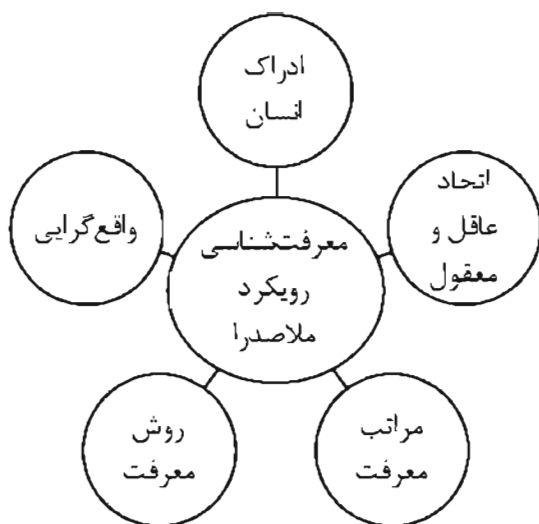 ادراک
انسان
اتحاد
عاقل و
معقول
واقع‌گرایی
معرفت‌شناسی
رویکرد
ملاصدرا
مراتب
معرفت
روش
معرفت